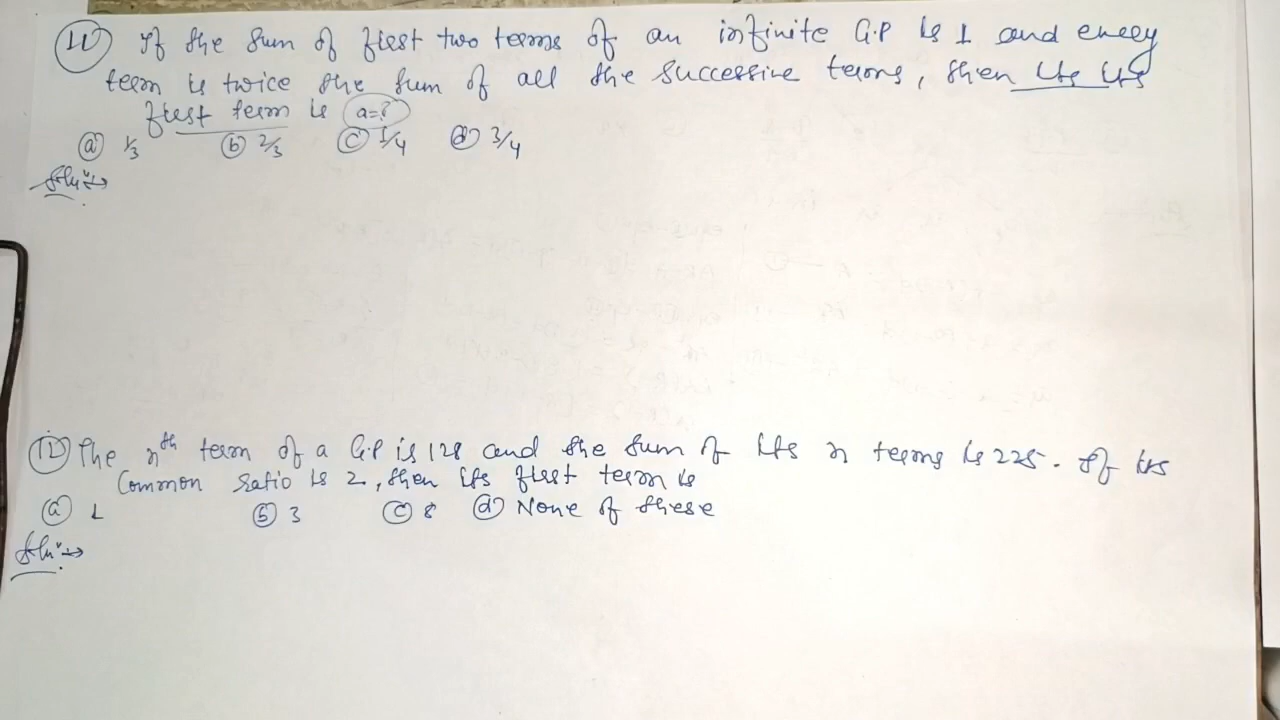 11) If the sum of first two terms of an infinite G.P is 1 and every
term is twice the sum of all the successive terms, then its its
first term is a=?
(a) 1/3 (b) 2/3 (c) 1/4 (d) 3/4
Solnː→
12) The nth term of a G.P is 128 and the sum of its n terms is 225. If its
Common ratio is 2, then its first term is
(a) 1 (b) 3 (c) 8 (d) None of these
Solnː→